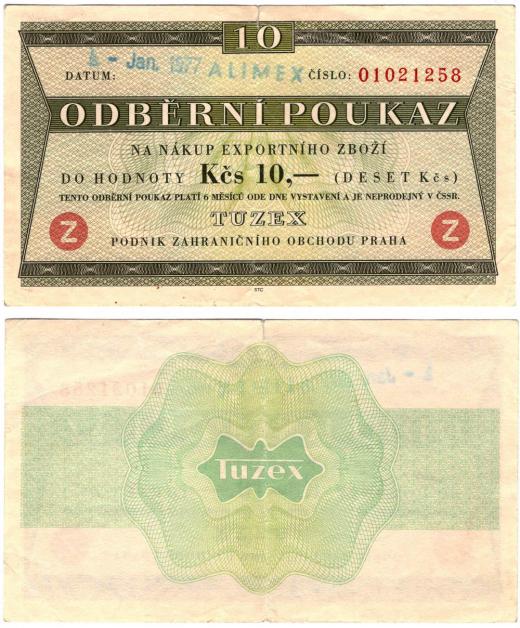 10
1 - Jan. 1977 ALIMEX
DATUM: ČÍSLO: 01021258
ODBĚRNÍ POUKAZ
NA NÁKUP EXPORTNÍHO ZBOŽÍ
DO HODNOTY Kčs 10,— (DESET Kčs)
TENTO ODBĚRNÍ POUKAZ PLATÍ 6 MĚSÍCŮ ODE DNE VYSTAVENÍ A JE NEPRODEJNÝ V ČSSR.
Z TUZEX Z
PODNIK ZAHRANIČNÍHO OBCHODU PRAHA
STC
Tuzex